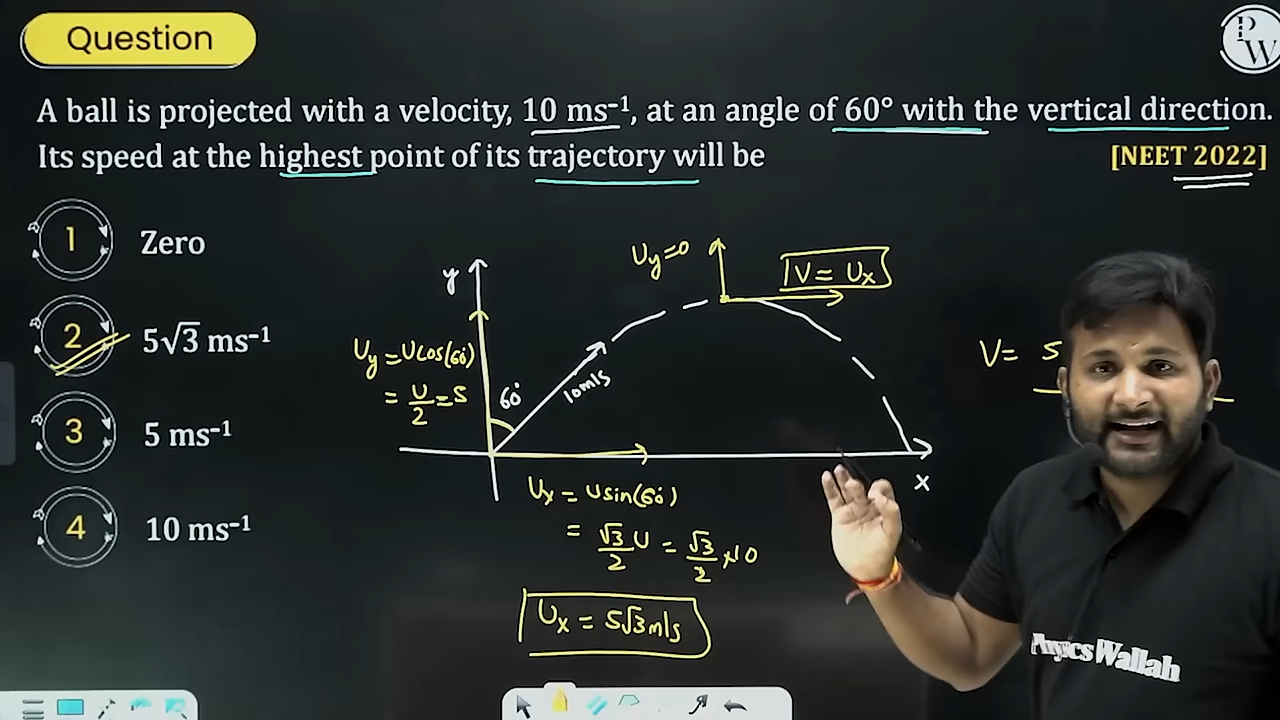 Question
PW
A ball is projected with a velocity, 10 ms⁻¹, at an angle of 60° with the vertical direction.
Its speed at the highest point of its trajectory will be [NEET 2022]
1 Zero
2 5√3 ms⁻¹
3 5 ms⁻¹
4 10 ms⁻¹
y
Uy=0
V = Ux
Uy = Ucos(60°)
= U/2 = 5
60°
10m/s
V= 5
x
Ux = Usin(60°)
= √3/2 U = √3/2 × 10
Ux = 5√3 m/s
PhysicsWallah